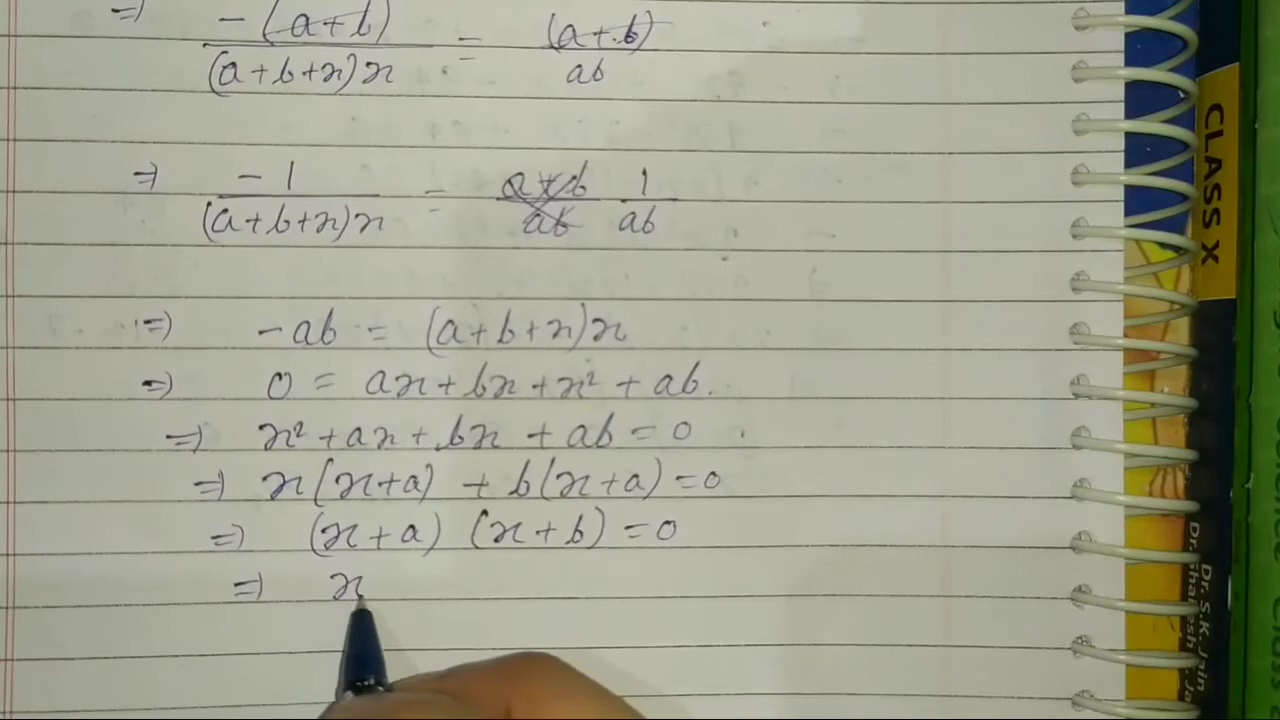 ⇒ -(a+b) / (a+b+x)x = (a+b) / ab
⇒ -1 / (a+b+x)x = a+b / ab 1 / ab
⇒ -ab = (a+b+x)x
⇒ 0 = ax+bx+x² + ab.
⇒ x²+ax+bx+ab=0
⇒ x(x+a) + b(x+a)=0
⇒ (x+a) (x+b)=0
⇒ x
CLASS X
Dr. S.K. Jain